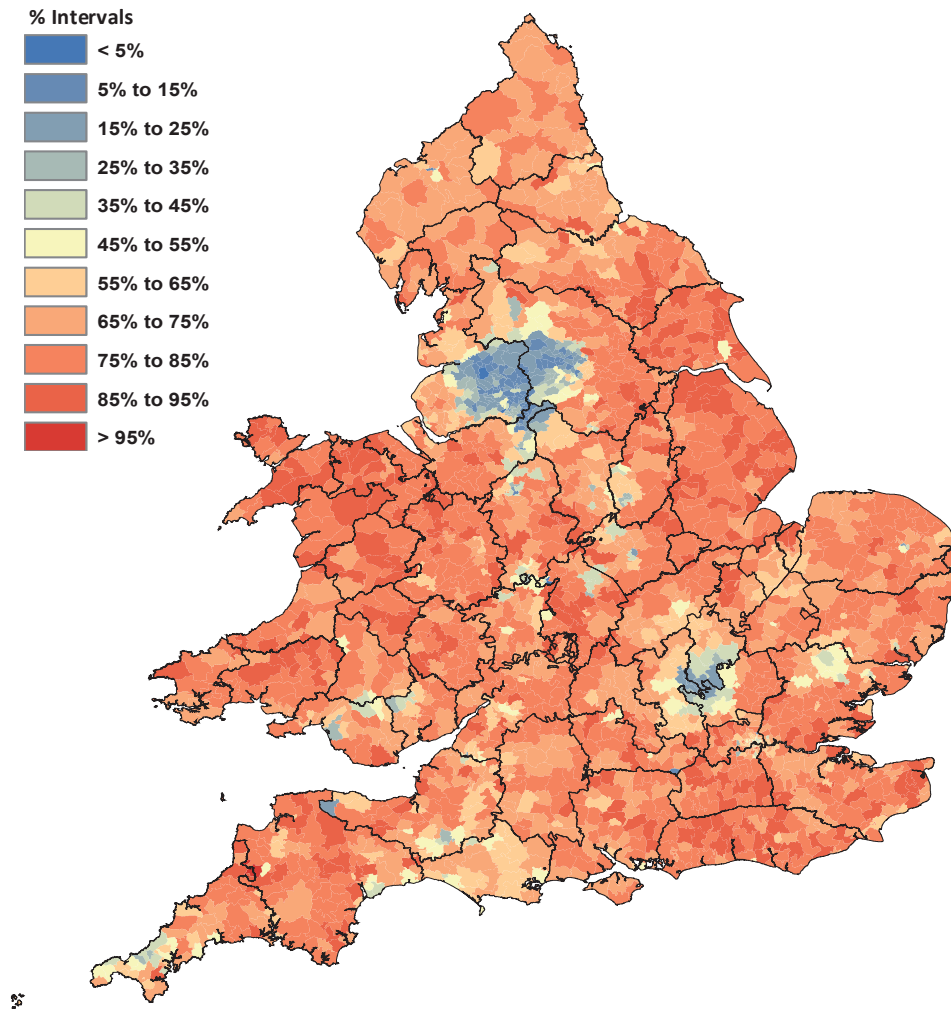 % Intervals
< 5%
5% to 15%
15% to 25%
25% to 35%
35% to 45%
45% to 55%
55% to 65%
65% to 75%
75% to 85%
85% to 95%
> 95%